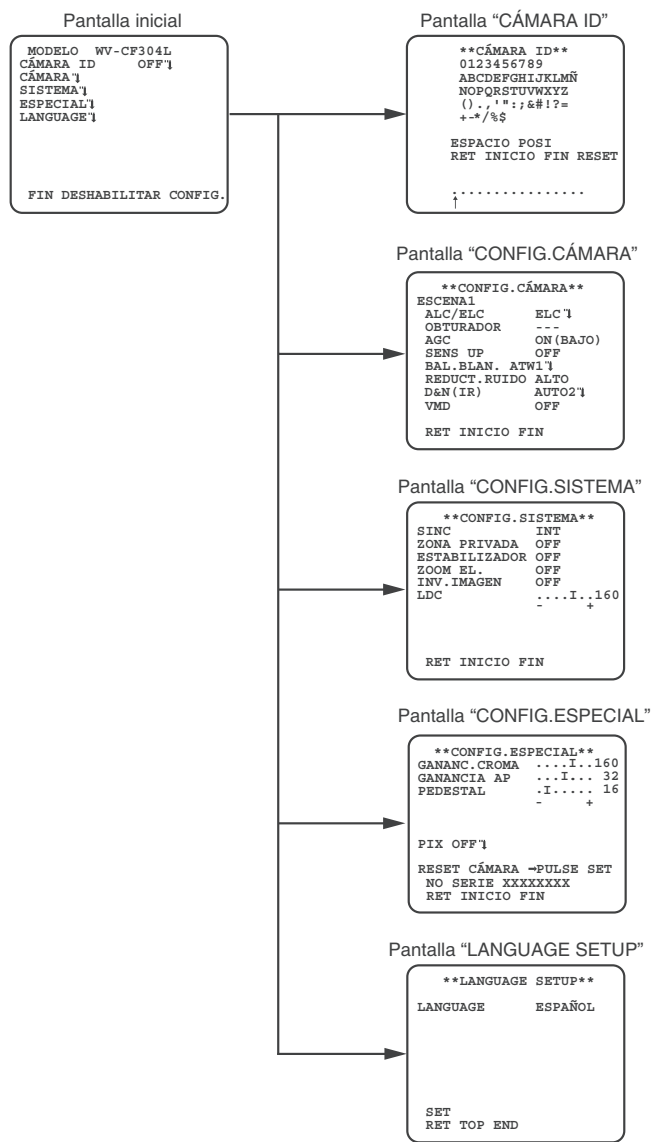 Pantalla inicial
MODELO WV-CF304L
CÁMARA ID OFF
CÁMARA
SISTEMA
ESPECIAL
LANGUAGE
FIN DESHABILITAR CONFIG.
Pantalla “CÁMARA ID”
**CÁMARA ID**
0123456789
ABCDEFGHIJKLMÑ
NOPQRSTUVWXYZ
().,'":;&#!?=
+-*/%$
ESPACIO POSI
RET INICIO FIN RESET
................
↑
Pantalla “CONFIG.CÁMARA”
**CONFIG.CÁMARA**
ESCENA1
ALC/ELC ELC
OBTURADOR ---
AGC ON(BAJO)
SENS UP OFF
BAL.BLAN. ATW1
REDUCT.RUIDO ALTO
D&N(IR) AUTO2
VMD OFF
RET INICIO FIN
Pantalla “CONFIG.SISTEMA”
**CONFIG.SISTEMA**
SINC INT
ZONA PRIVADA OFF
ESTABILIZADOR OFF
ZOOM EL. OFF
INV.IMAGEN OFF
LDC ....I..160
- +
RET INICIO FIN
Pantalla “CONFIG.ESPECIAL”
**CONFIG.ESPECIAL**
GANANC.CROMA ....I..160
GANANCIA AP ...I... 32
PEDESTAL .I..... 16
- +
PIX OFF
RESET CÁMARA →PULSE SET
NO SERIE XXXXXXXX
RET INICIO FIN
Pantalla “LANGUAGE SETUP”
**LANGUAGE SETUP**
LANGUAGE ESPAÑOL
SET
RET TOP END